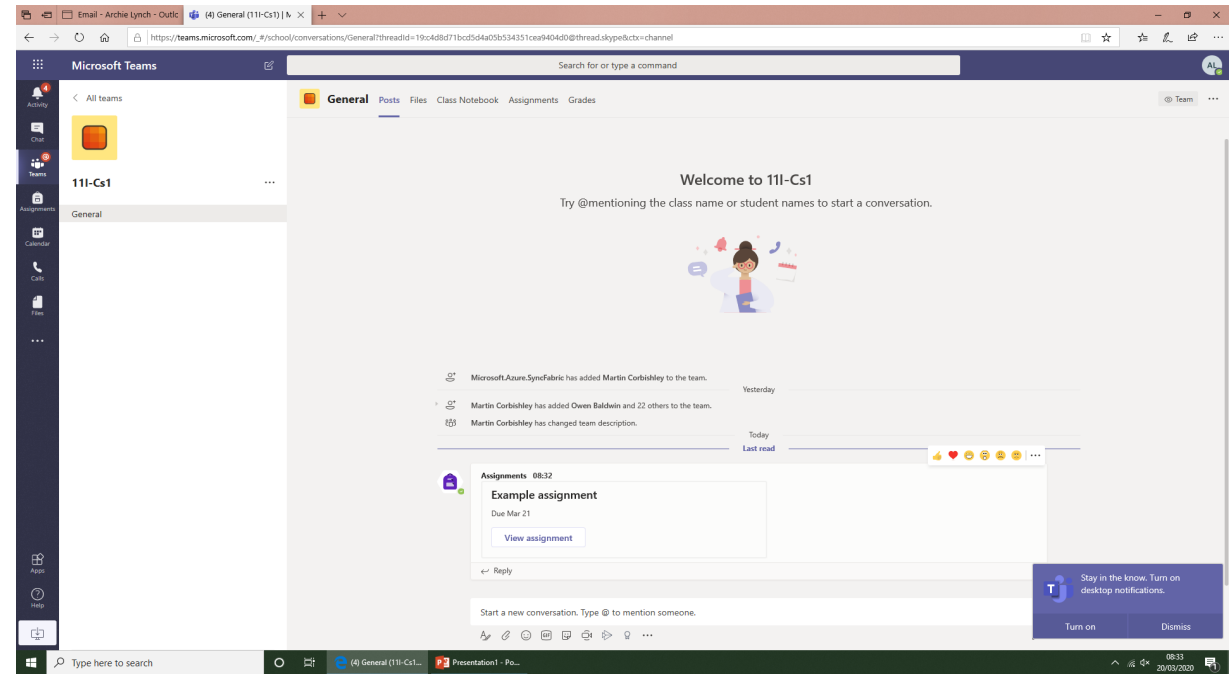 Email - Archie Lynch - Outlc
(4) General (11I-Cs1) | M
https://teams.microsoft.com/_#/school/conversations/General?threadId=19:c4d8d71bcd5d4a05b534351cea9404d0@thread.skype&ctx=channel
Microsoft Teams
Search for or type a command
AL
4
Activity
Chat
Teams
Assignments
Calendar
Calls
Files
Apps
Help
All teams
11I-Cs1
General
General Posts Files Class Notebook Assignments Grades
Team
Welcome to 11I-Cs1
Try @mentioning the class name or student names to start a conversation.
Microsoft.Azure.SyncFabric has added Martin Corbishley to the team.
Yesterday
Martin Corbishley has added Owen Baldwin and 22 others to the team.
Martin Corbishley has changed team description.
Today
Last read
Assignments 08:32
Example assignment
Due Mar 21
View assignment
Reply
Start a new conversation. Type @ to mention someone.
GIF
Stay in the know. Turn on
desktop notifications.
Turn on Dismiss
Type here to search
(4) General (11I-Cs1...
Presentation1 - Po...
08:33
20/03/2020